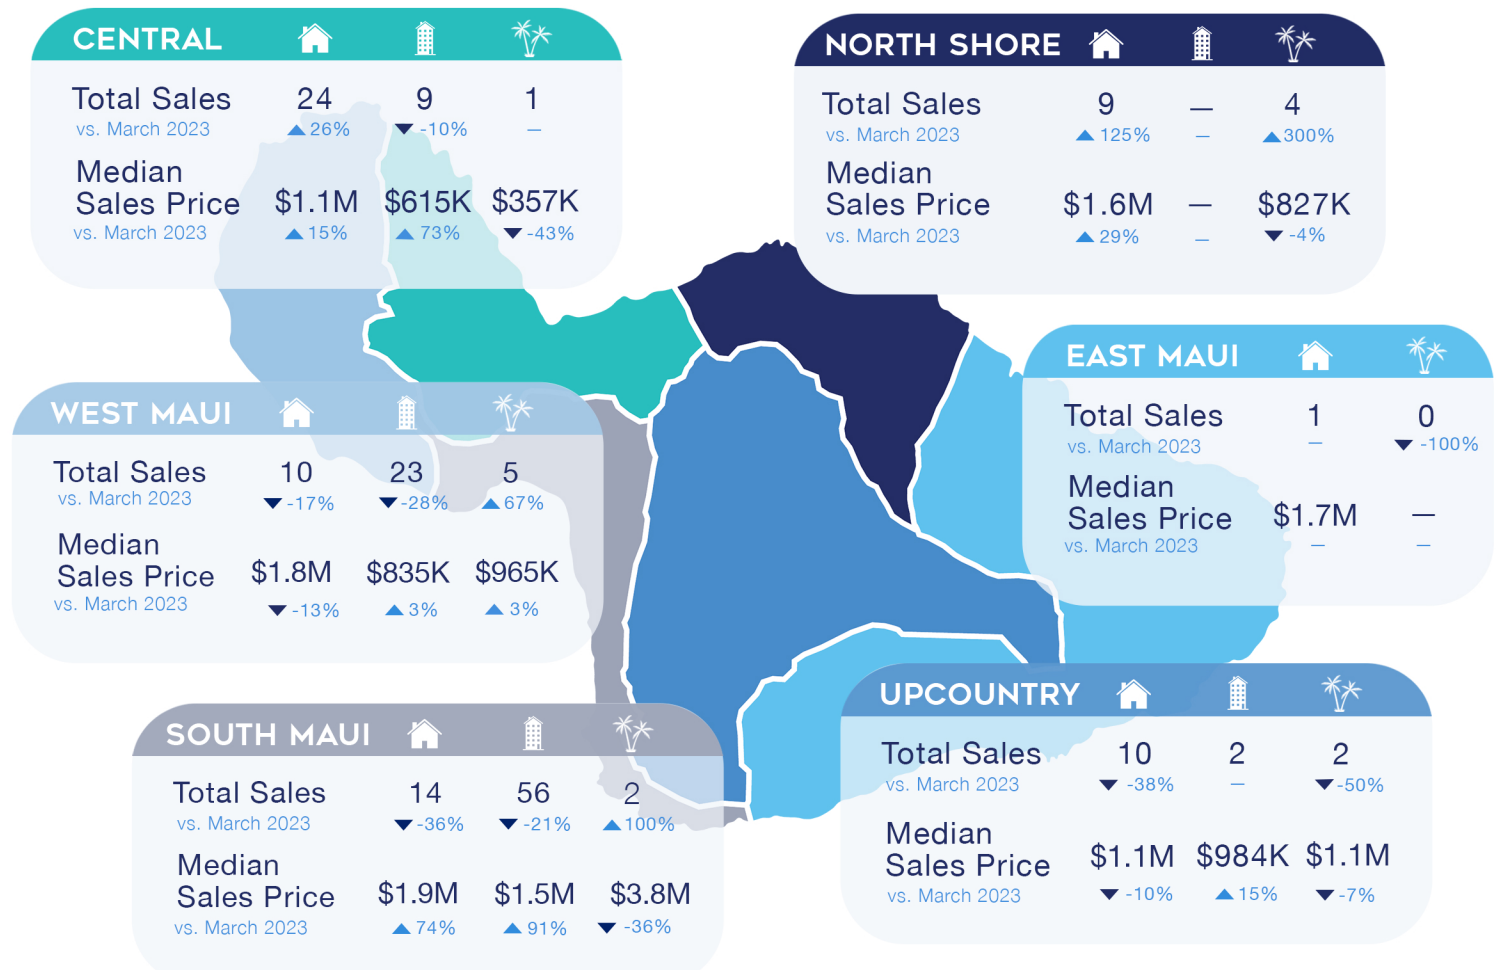 CENTRAL
Total Sales 24 9 1
vs. March 2023 ▲ 26% ▼ -10% —
Median
Sales Price $1.1M $615K $357K
vs. March 2023 ▲ 15% ▲ 73% ▼ -43%
NORTH SHORE
Total Sales 9 — 4
vs. March 2023 ▲ 125% — ▲ 300%
Median
Sales Price $1.6M — $827K
vs. March 2023 ▲ 29% — ▼ -4%
EAST MAUI
Total Sales 1 0
vs. March 2023 — ▼ -100%
Median
Sales Price $1.7M —
vs. March 2023 — —
WEST MAUI
Total Sales 10 23 5
vs. March 2023 ▼ -17% ▼ -28% ▲ 67%
Median
Sales Price $1.8M $835K $965K
vs. March 2023 ▼ -13% ▲ 3% ▲ 3%
UPCOUNTRY
Total Sales 10 2 2
vs. March 2023 ▼ -38% — ▼ -50%
Median
Sales Price $1.1M $984K $1.1M
vs. March 2023 ▼ -10% ▲ 15% ▼ -7%
SOUTH MAUI
Total Sales 14 56 2
vs. March 2023 ▼ -36% ▼ -21% ▲ 100%
Median
Sales Price $1.9M $1.5M $3.8M
vs. March 2023 ▲ 74% ▲ 91% ▼ -36%